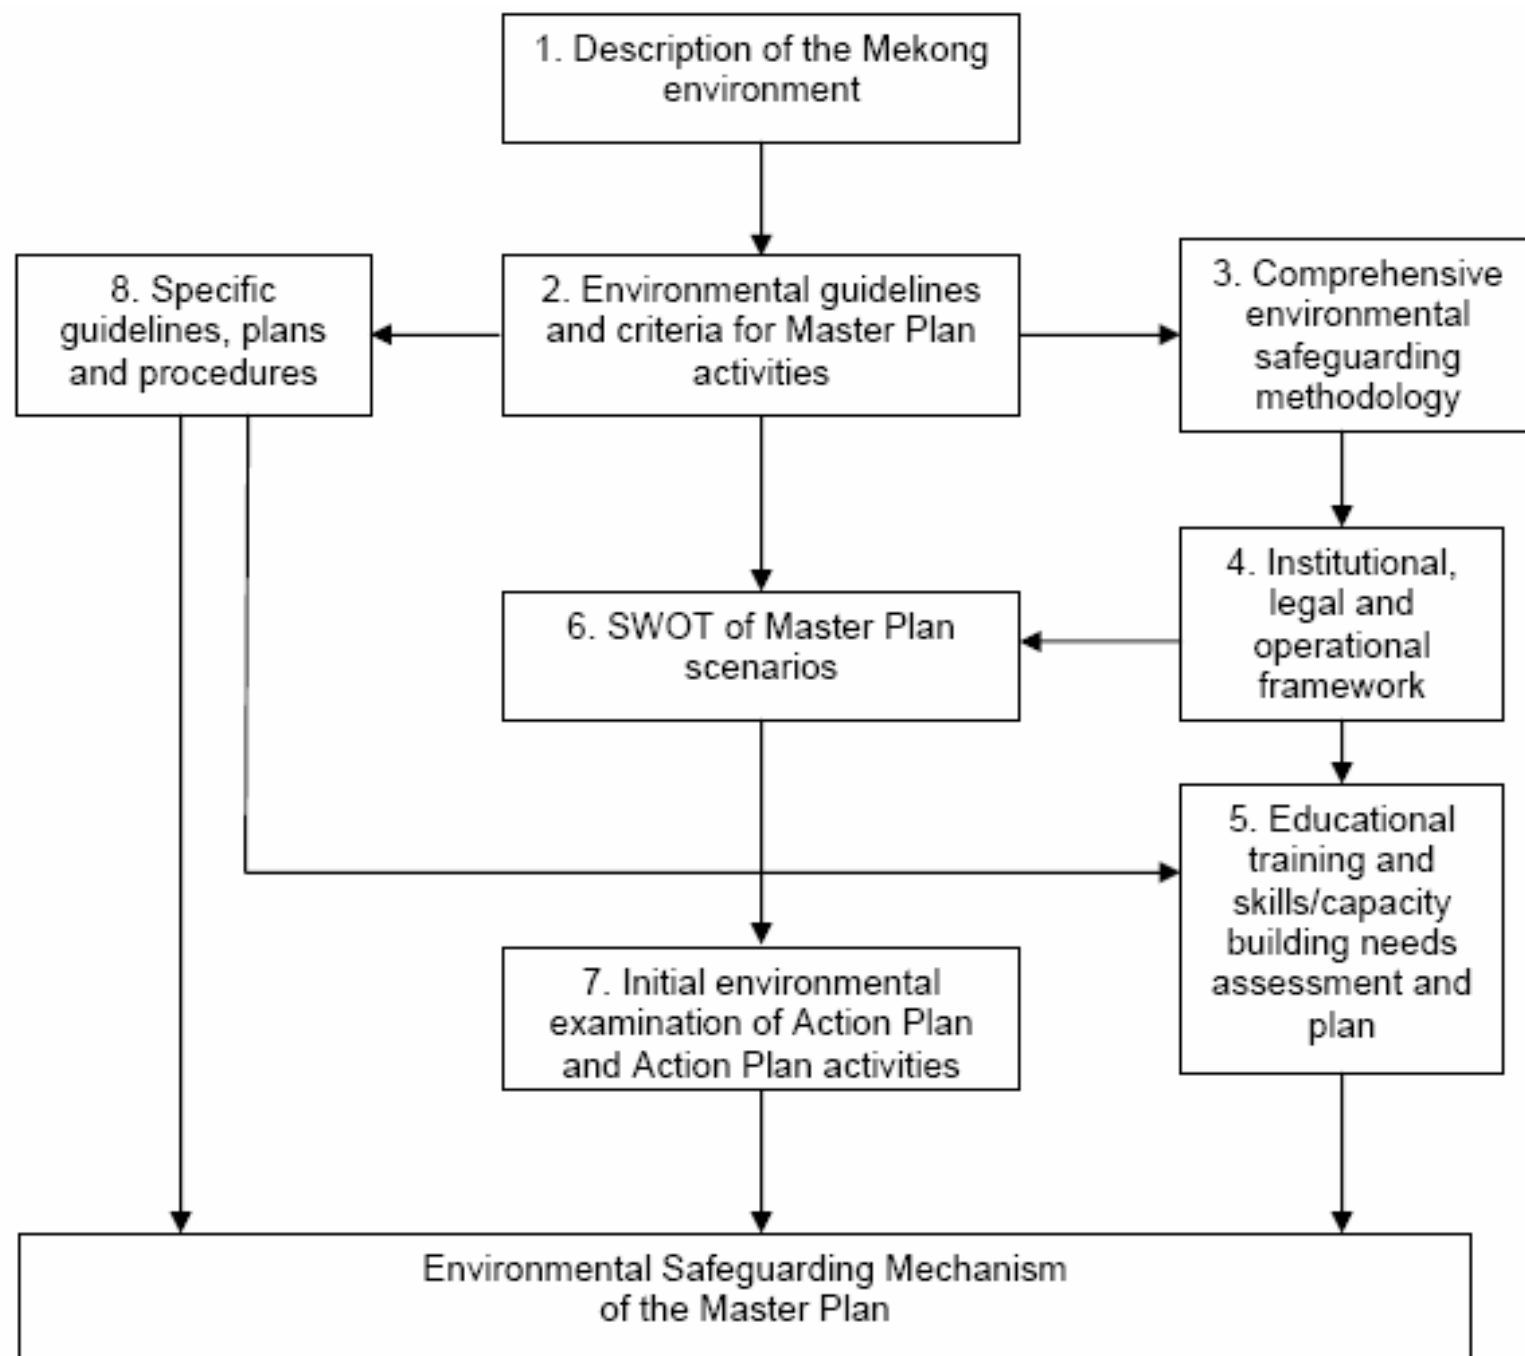 1. Description of the Mekong
environment
8. Specific
guidelines, plans
and procedures
2. Environmental guidelines
and criteria for Master Plan
activities
3. Comprehensive
environmental
safeguarding
methodology
4. Institutional,
legal and
operational
framework
6. SWOT of Master Plan
scenarios
5. Educational
training and
skills/capacity
building needs
assessment and
plan
7. Initial environmental
examination of Action Plan
and Action Plan activities
Environmental Safeguarding Mechanism
of the Master Plan